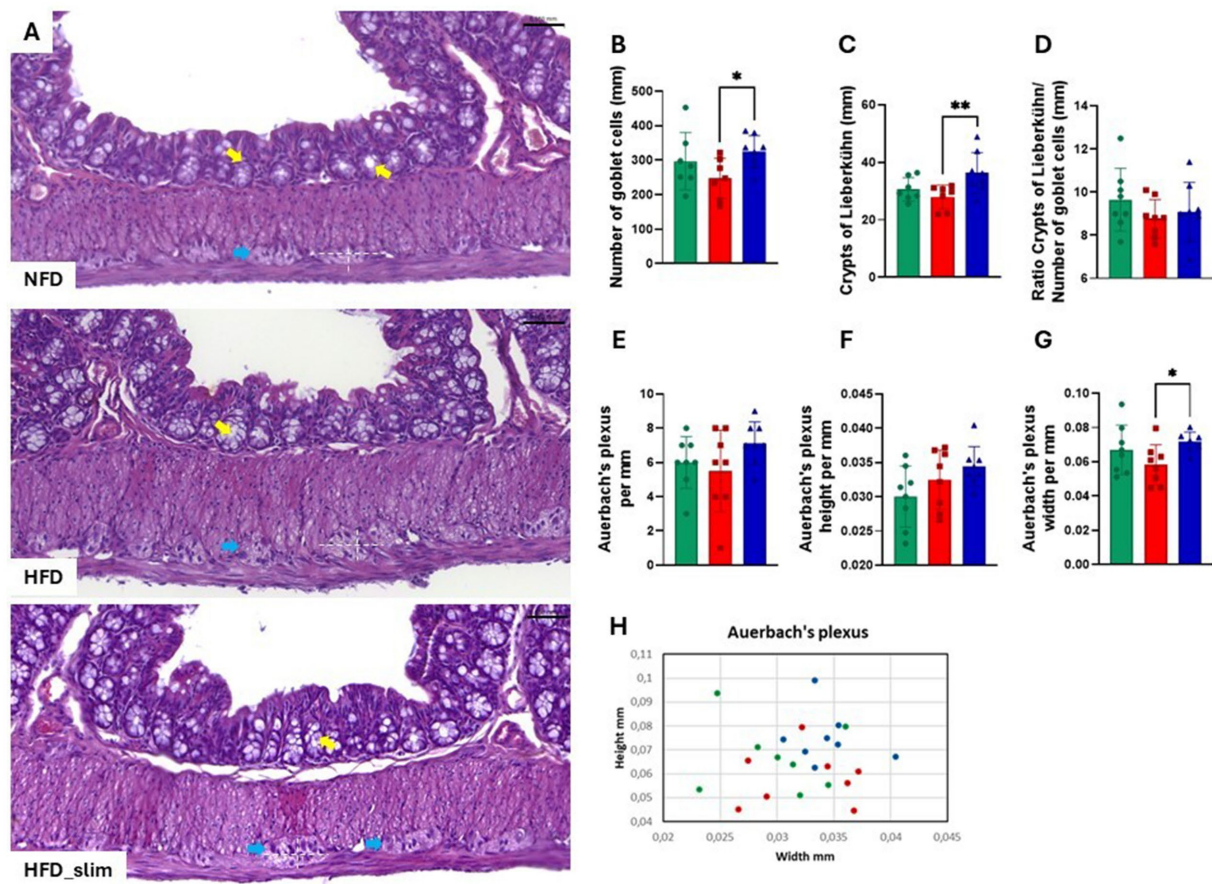 A
NFD
HFD
HFD_slim
B
Number of goblet cells (mm)
500
400
300
200
100
0
*
C
Crypts of Lieberkühn (mm)
60
40
20
0
**
D
Ratio Crypts of Lieberkühn/
Number of goblet cells (mm)
14
12
10
8
6
E
Auerbach's plexus
per mm
10
8
6
4
2
0
F
Auerbach's plexus
height per mm
0.045
0.040
0.035
0.030
0.025
0.020
G
Auerbach's plexus
width per mm
0.10
0.08
0.06
0.04
0.02
0.00
*
H
Auerbach's plexus
Height mm
0,11
0,1
0,09
0,08
0,07
0,06
0,05
0,04
0,02
0,025
0,03
0,035
0,04
0,045
Width mm